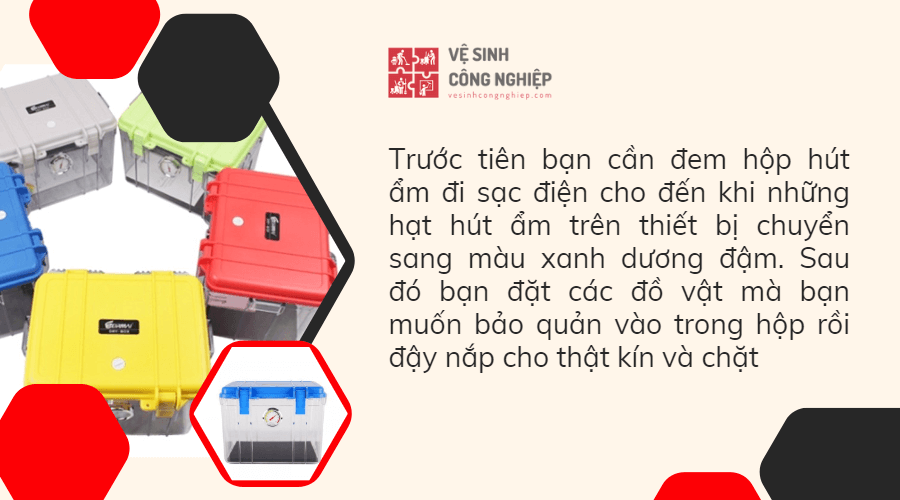 VỆ SINH
CÔNG NGHIỆP
vesinhcongnghiep.com
Trước tiên bạn cần đem hộp hút
ẩm đi sạc điện cho đến khi những
hạt hút ẩm trên thiết bị chuyển
sang màu xanh dương đậm. Sau
đó bạn đặt các đồ vật mà bạn
muốn bảo quản vào trong hộp rồi
đậy nắp cho thật kín và chặt